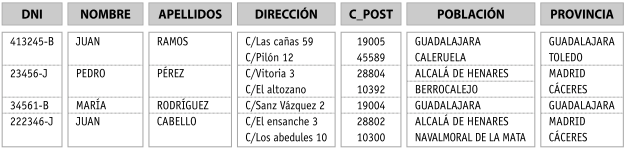 DNI NOMBRE APELLIDOS DIRECCIÓN C_POST POBLACIÓN PROVINCIA
413245-B JUAN RAMOS C/Las cañas 59 19005 GUADALAJARA GUADALAJARA
C/Pilón 12 45589 CALERUELA TOLEDO
23456-J PEDRO PÉREZ C/Vitoria 3 28804 ALCALÁ DE HENARES MADRID
C/El altozano 10392 BERROCALEJO CÁCERES
34561-B MARÍA RODRÍGUEZ C/Sanz Vázquez 2 19004 GUADALAJARA GUADALAJARA
222346-J JUAN CABELLO C/El ensanche 3 28802 ALCALÁ DE HENARES MADRID
C/Los abedules 10 10300 NAVALMORAL DE LA MATA CÁCERES